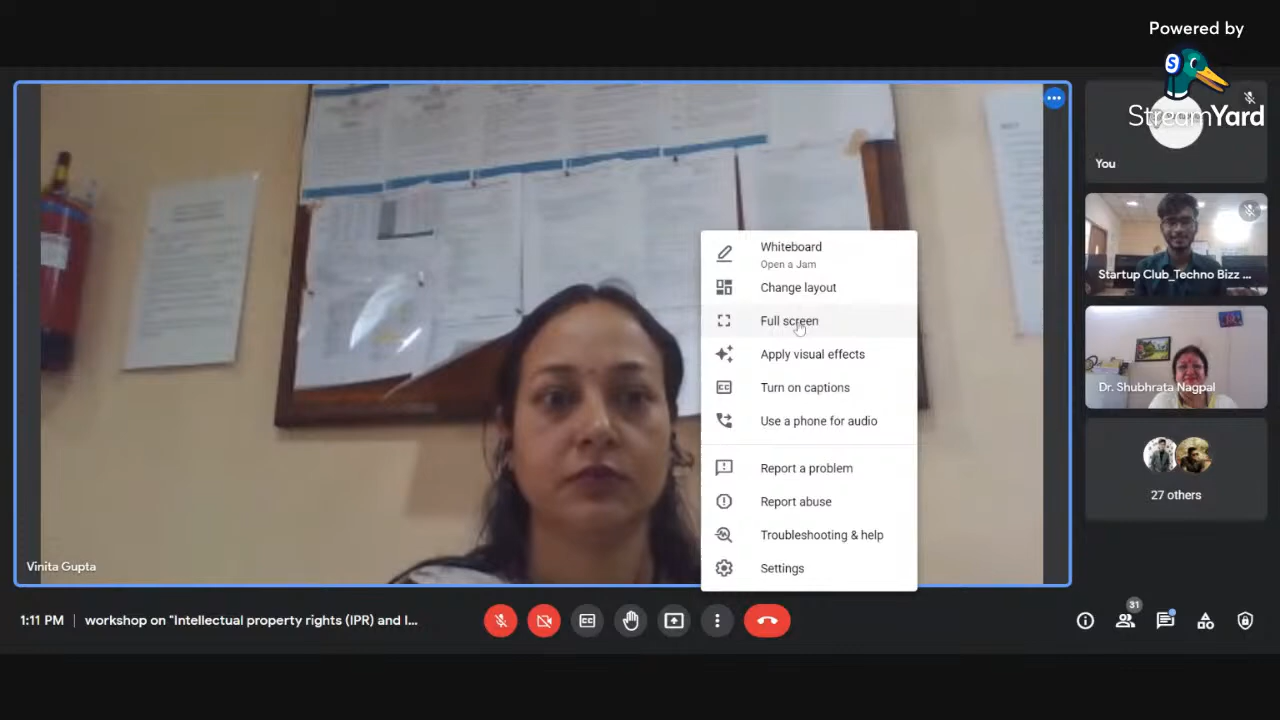 Powered by
StreamYard
You
Startup Club_Techno Bizz ...
Dr. Shubhrata Nagpal
27 others
Whiteboard
Open a Jam
Change layout
Full screen
Apply visual effects
Turn on captions
Use a phone for audio
Report a problem
Report abuse
Troubleshooting & help
Settings
Vinita Gupta
1:11 PM | workshop on "Intellectual property rights (IPR) and I...
31